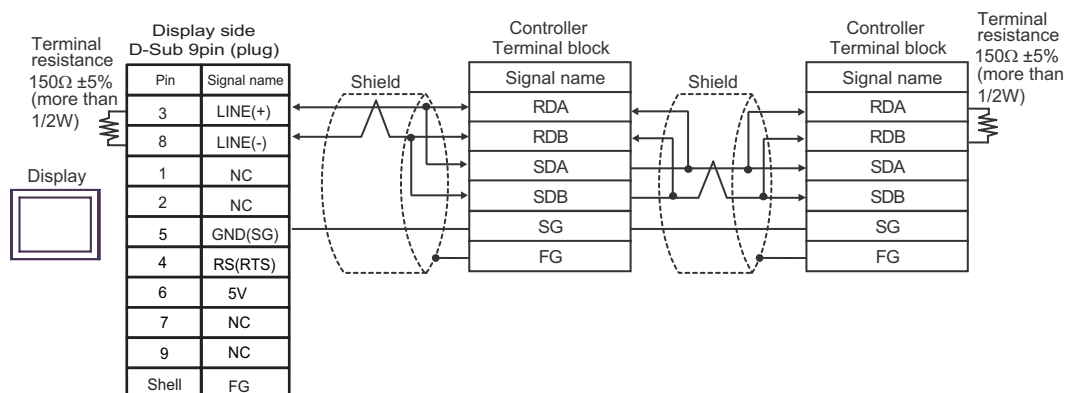 Terminal
resistance
150Ω ±5%
(more than
1/2W)
Display side
D-Sub 9pin (plug)
Pin Signal name
3 LINE(+)
8 LINE(-)
1 NC
2 NC
5 GND(SG)
4 RS(RTS)
6 5V
7 NC
9 NC
Shell FG
Display
Shield
Controller
Terminal block
Signal name
RDA
RDB
SDA
SDB
SG
FG
Shield
Controller
Terminal block
Signal name
RDA
RDB
SDA
SDB
SG
FG
Terminal
resistance
150Ω ±5%
(more than
1/2W)